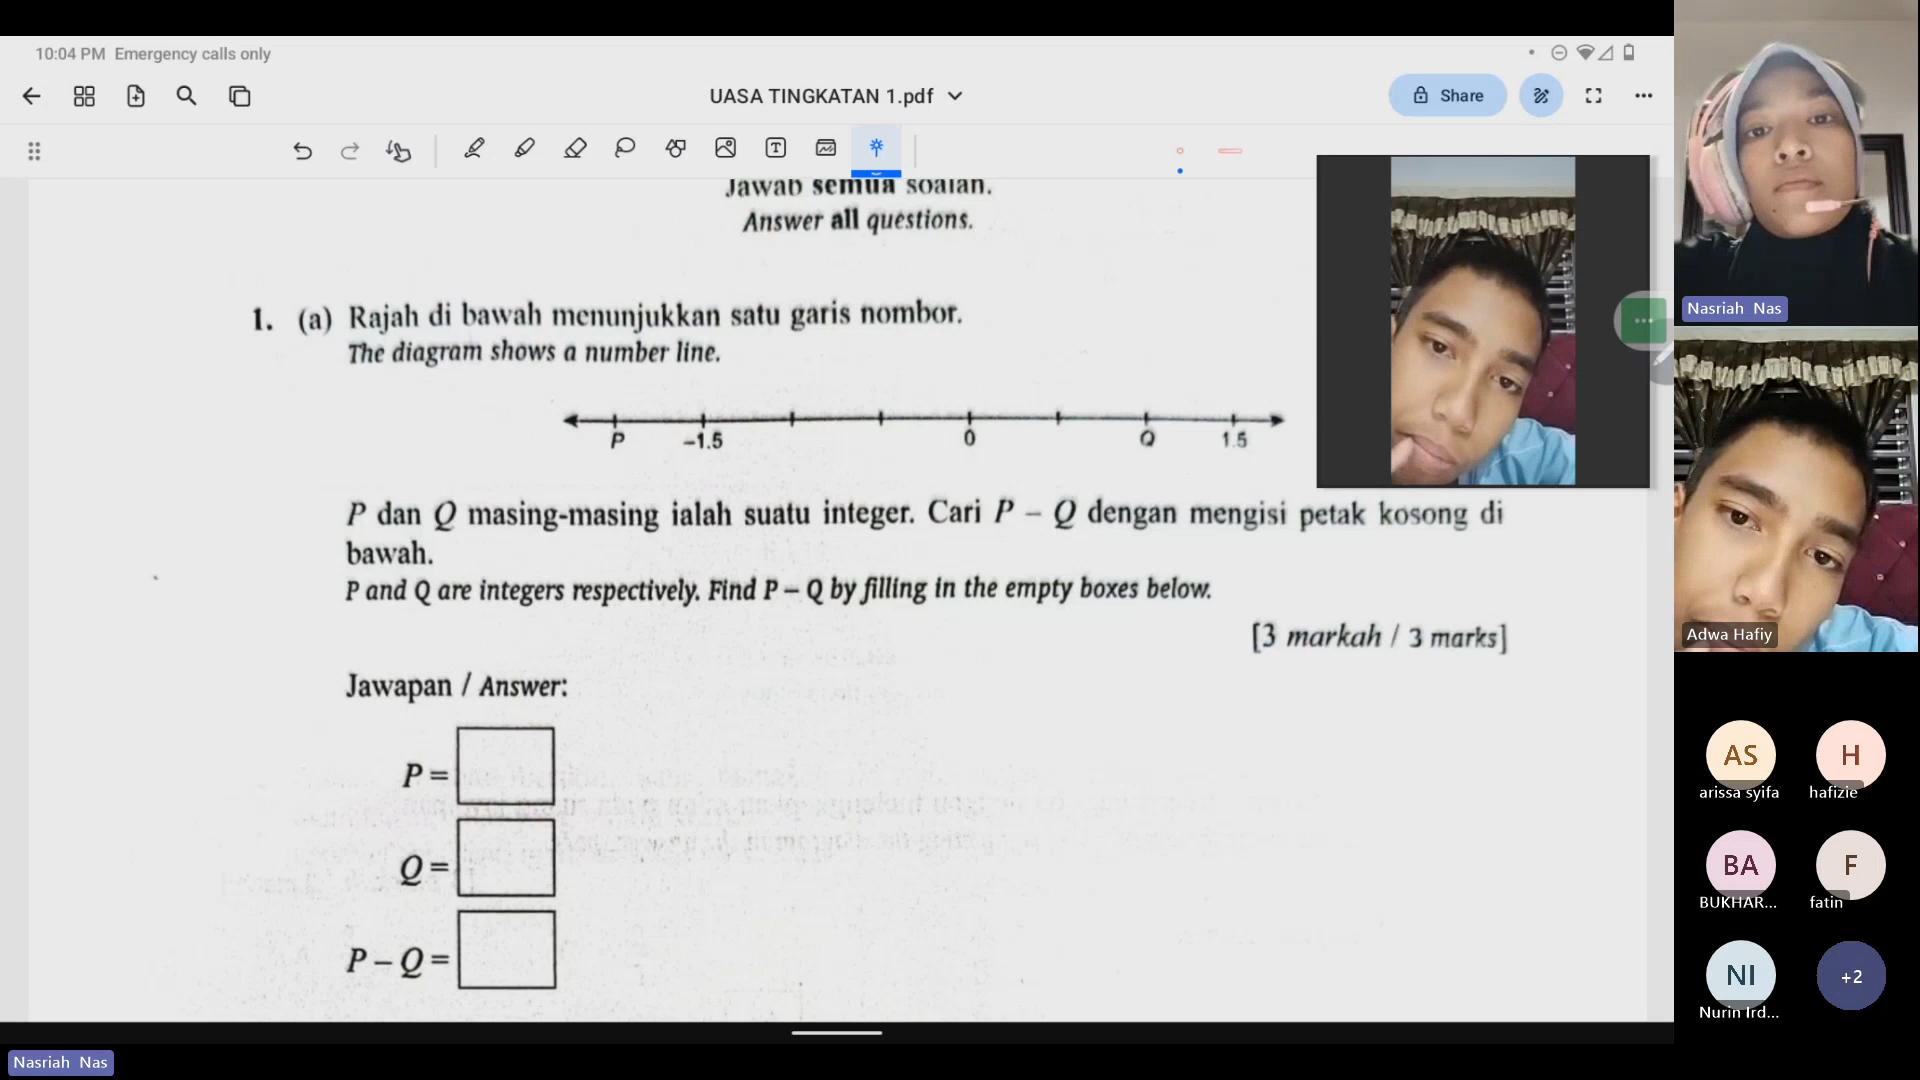 10:04 PM Emergency calls only
UASA TINGKATAN 1.pdf
Share
Jawab semua soalan.
Answer all questions.
1. (a) Rajah di bawah menunjukkan satu garis nombor.
The diagram shows a number line.
P -1.5 0 Q 1.5
P dan Q masing-masing ialah suatu integer. Cari P – Q dengan mengisi petak kosong di
bawah.
P and Q are integers respectively. Find P – Q by filling in the empty boxes below.
[3 markah / 3 marks]
Jawapan / Answer:
P =
Q =
P – Q =
Nasriah Nas
Adwa Hafiy
AS
arissa syifa
H
hafizie
BA
BUKHAR...
F
fatin
NI
Nurin Ird...
+2
Nasriah Nas